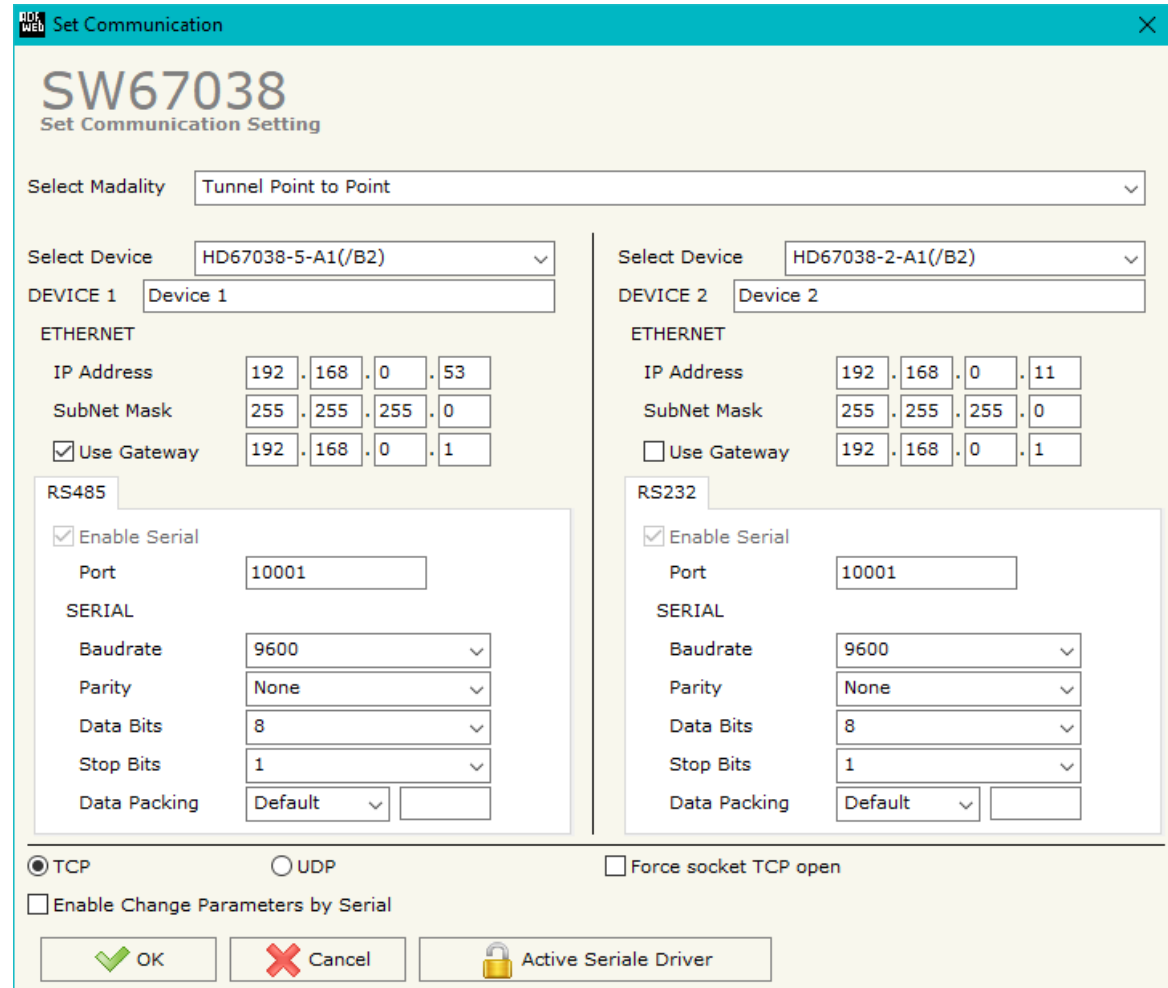 ADF
WEB Set Communication
SW67038
Set Communication Setting
Select Madality Tunnel Point to Point
Select Device HD67038-5-A1(/B2)
DEVICE 1 Device 1
ETHERNET
IP Address 192 . 168 . 0 . 53
SubNet Mask 255 . 255 . 255 . 0
Use Gateway 192 . 168 . 0 . 1
RS485
Enable Serial
Port 10001
SERIAL
Baudrate 9600
Parity None
Data Bits 8
Stop Bits 1
Data Packing Default
Select Device HD67038-2-A1(/B2)
DEVICE 2 Device 2
ETHERNET
IP Address 192 . 168 . 0 . 11
SubNet Mask 255 . 255 . 255 . 0
Use Gateway 192 . 168 . 0 . 1
RS232
Enable Serial
Port 10001
SERIAL
Baudrate 9600
Parity None
Data Bits 8
Stop Bits 1
Data Packing Default
TCP UDP Force socket TCP open
Enable Change Parameters by Serial
OK Cancel Active Seriale Driver